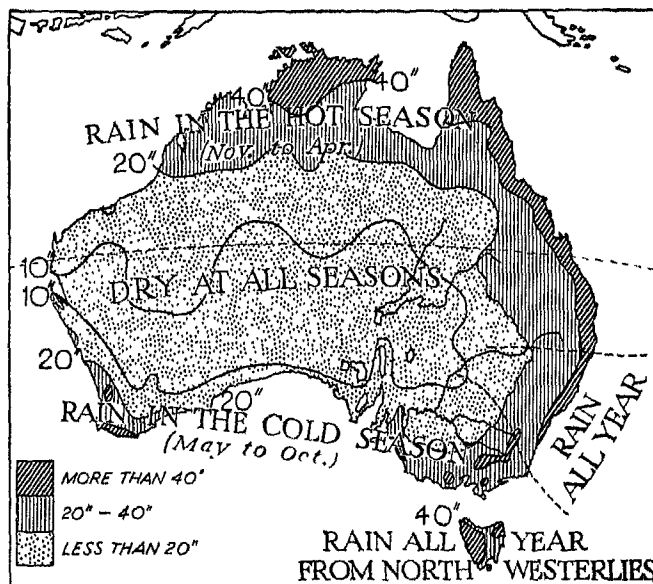 40"
40"
RAIN IN THE HOT SEASON
(Nov. to Apr.)
20"
10"
DRY AT ALL SEASONS
10"
20"
20"
RAIN IN THE COLD SEASON
(May to Oct.)
RAIN
ALL YEAR
MORE THAN 40"
20" – 40"
LESS THAN 20"
40"
RAIN ALL YEAR
FROM NORTH WESTERLIES